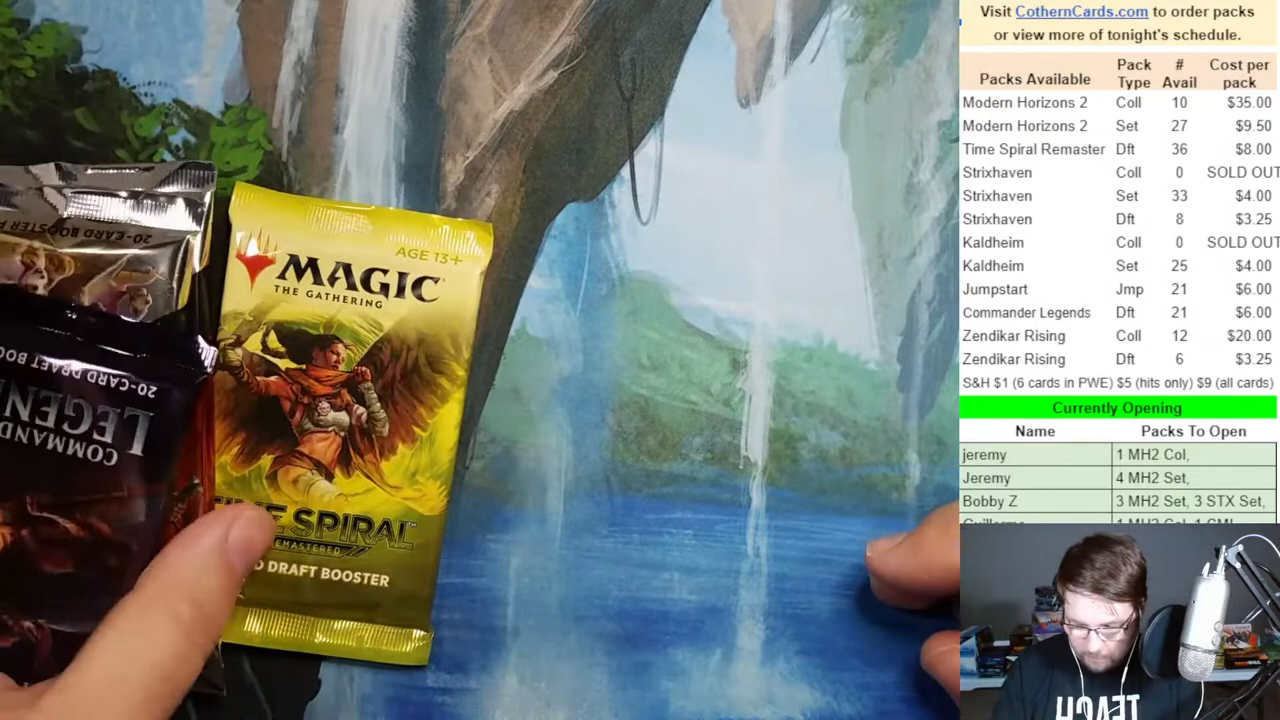 Visit CothernCards.com to order packs
or view more of tonight's schedule.
Packs Available Pack Type # Avail Cost per pack
Modern Horizons 2 Coll 10 $35.00
Modern Horizons 2 Set 27 $9.50
Time Spiral Remaster Dft 36 $8.00
Strixhaven Coll 0 SOLD OUT
Strixhaven Set 33 $4.00
Strixhaven Dft 8 $3.25
Kaldheim Coll 0 SOLD OUT
Kaldheim Set 25 $4.00
Jumpstart Jmp 21 $6.00
Commander Legends Dft 21 $6.00
Zendikar Rising Coll 12 $20.00
Zendikar Rising Dft 6 $3.25
S&H $1 (6 cards in PWE) $5 (hits only) $9 (all cards)
Currently Opening
Name Packs To Open
jeremy 1 MH2 Col,
Jeremy 4 MH2 Set,
Bobby Z 3 MH2 Set, 3 STX Set,
AGE 13+
MAGIC
THE GATHERING
SPIRAL
DRAFT BOOSTER
20-CARD BOOSTER
20-CARD DRAFT
COMMAN
LEGEN
TEACH